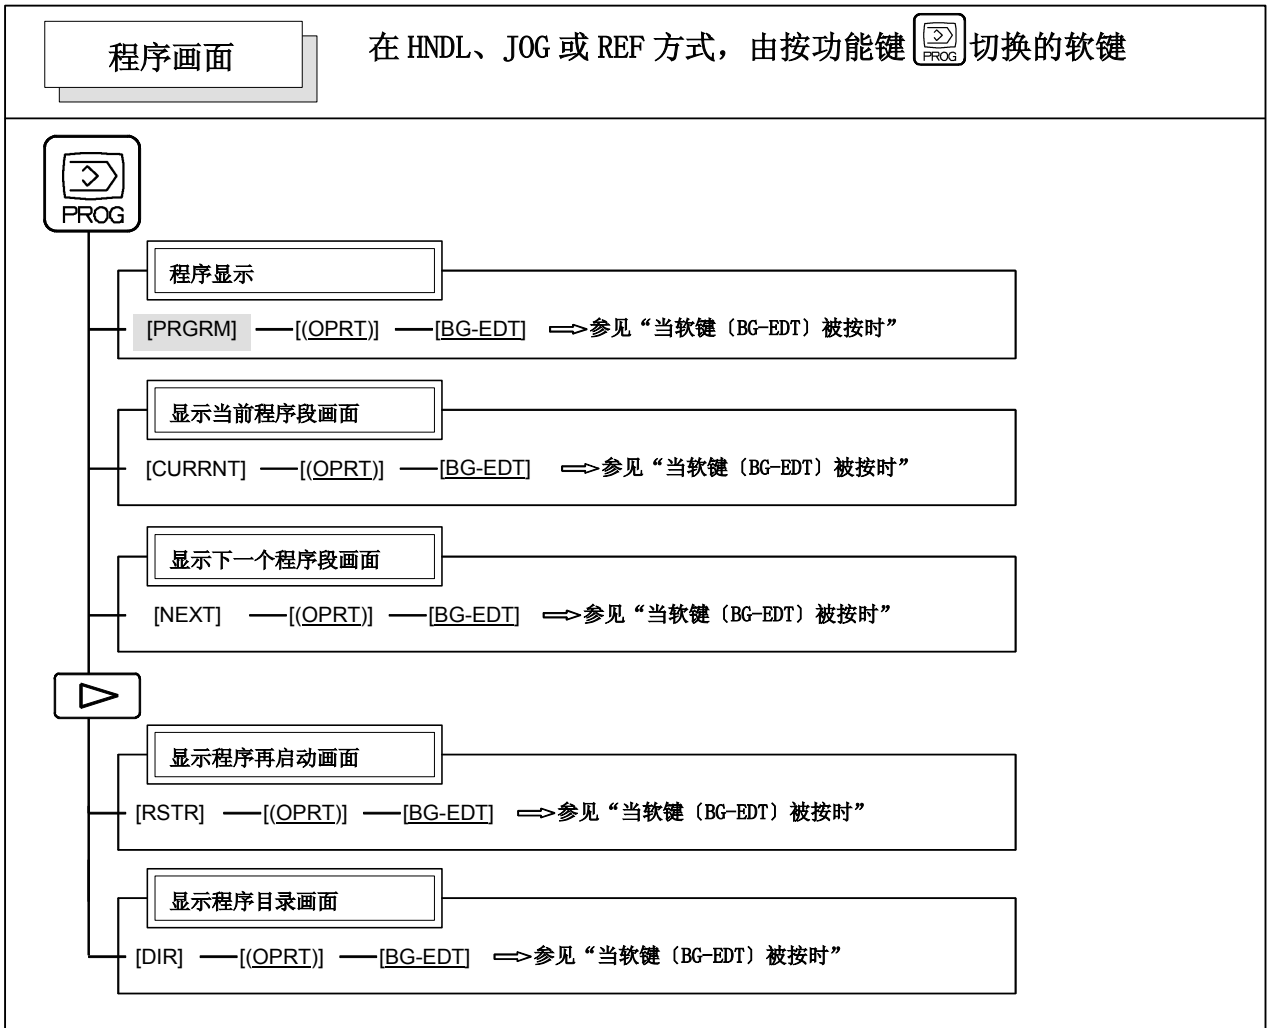 程序画面
在 HNDL、JOG 或 REF 方式，由按功能键 PROG 切换的软键
PROG
程序显示
[PRGRM] [(OPRT)] [BG-EDT] 参见“当软键〔BG-EDT〕被按时”
显示当前程序段画面
[CURRNT] [(OPRT)] [BG-EDT] 参见“当软键〔BG-EDT〕被按时”
显示下一个程序段画面
[NEXT] [(OPRT)] [BG-EDT] 参见“当软键〔BG-EDT〕被按时”
显示程序再启动画面
[RSTR] [(OPRT)] [BG-EDT] 参见“当软键〔BG-EDT〕被按时”
显示程序目录画面
[DIR] [(OPRT)] [BG-EDT] 参见“当软键〔BG-EDT〕被按时”